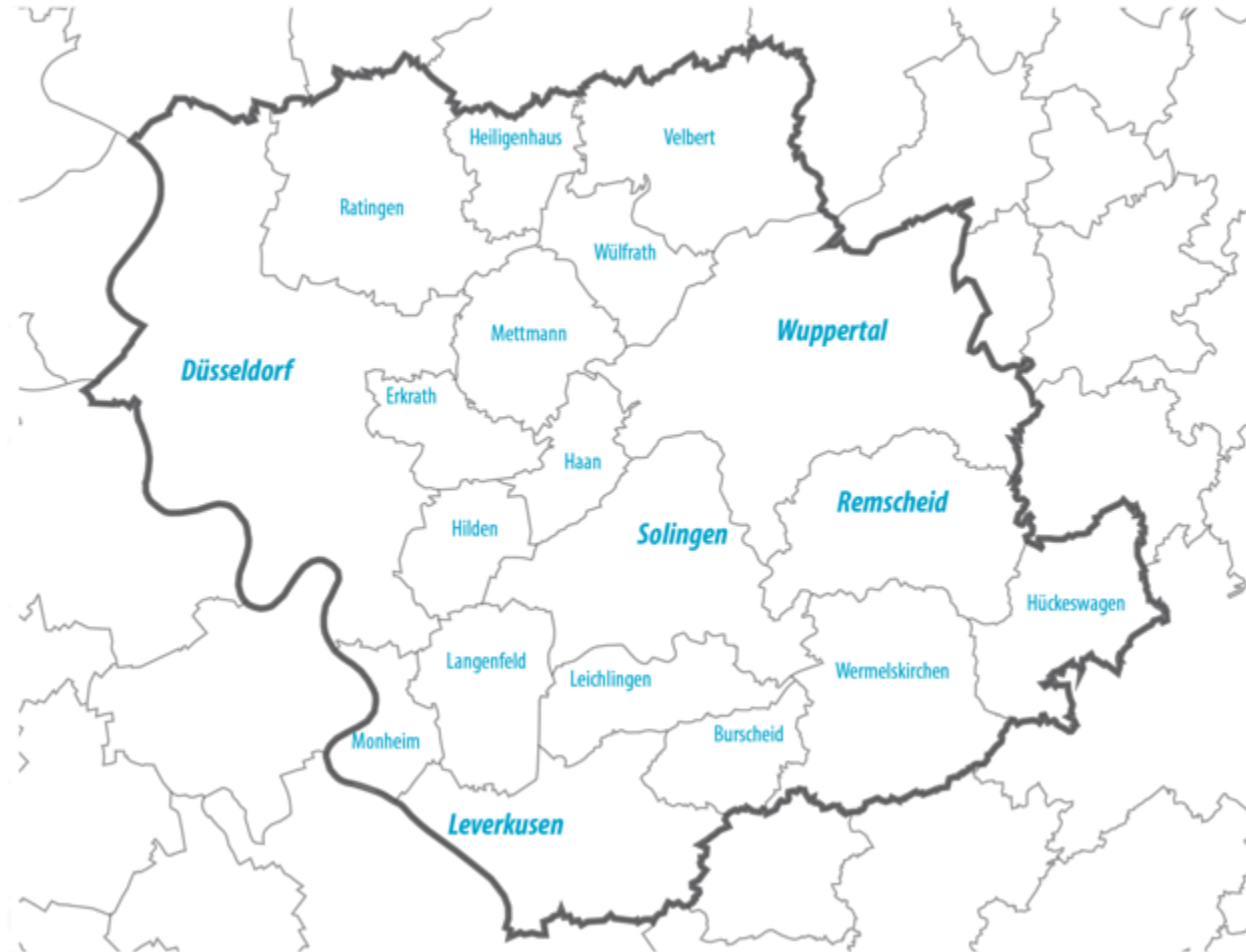 Heiligenhaus
Velbert
Ratingen
Wülfrath
Mettmann
Wuppertal
Düsseldorf
Erkrath
Haan
Remscheid
Hilden
Solingen
Hückeswagen
Langenfeld
Leichlingen
Wermelskirchen
Monheim
Burscheid
Leverkusen